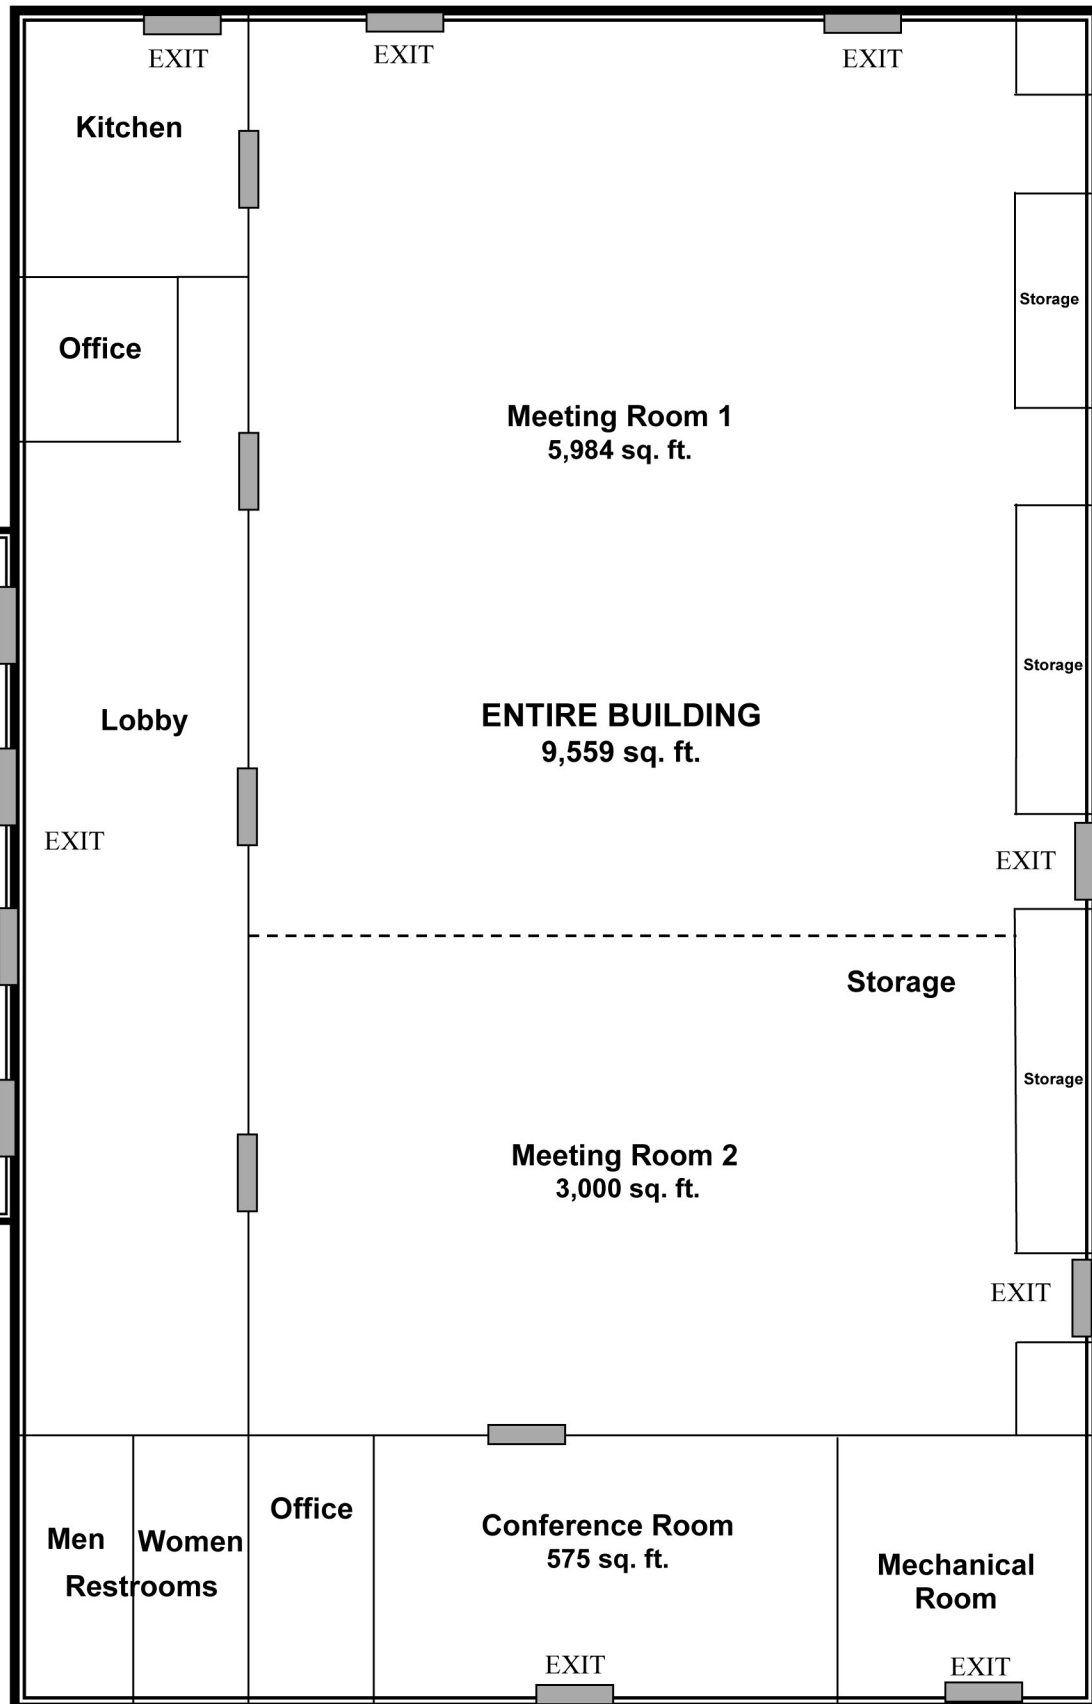 EXIT
EXIT
EXIT
Kitchen
Storage
Office
Meeting Room 1
5,984 sq. ft.
Storage
Lobby
ENTIRE BUILDING
9,559 sq. ft.
EXIT
EXIT
Storage
Storage
Meeting Room 2
3,000 sq. ft.
EXIT
Men
Women
Restrooms
Office
Conference Room
575 sq. ft.
Mechanical
Room
EXIT
EXIT